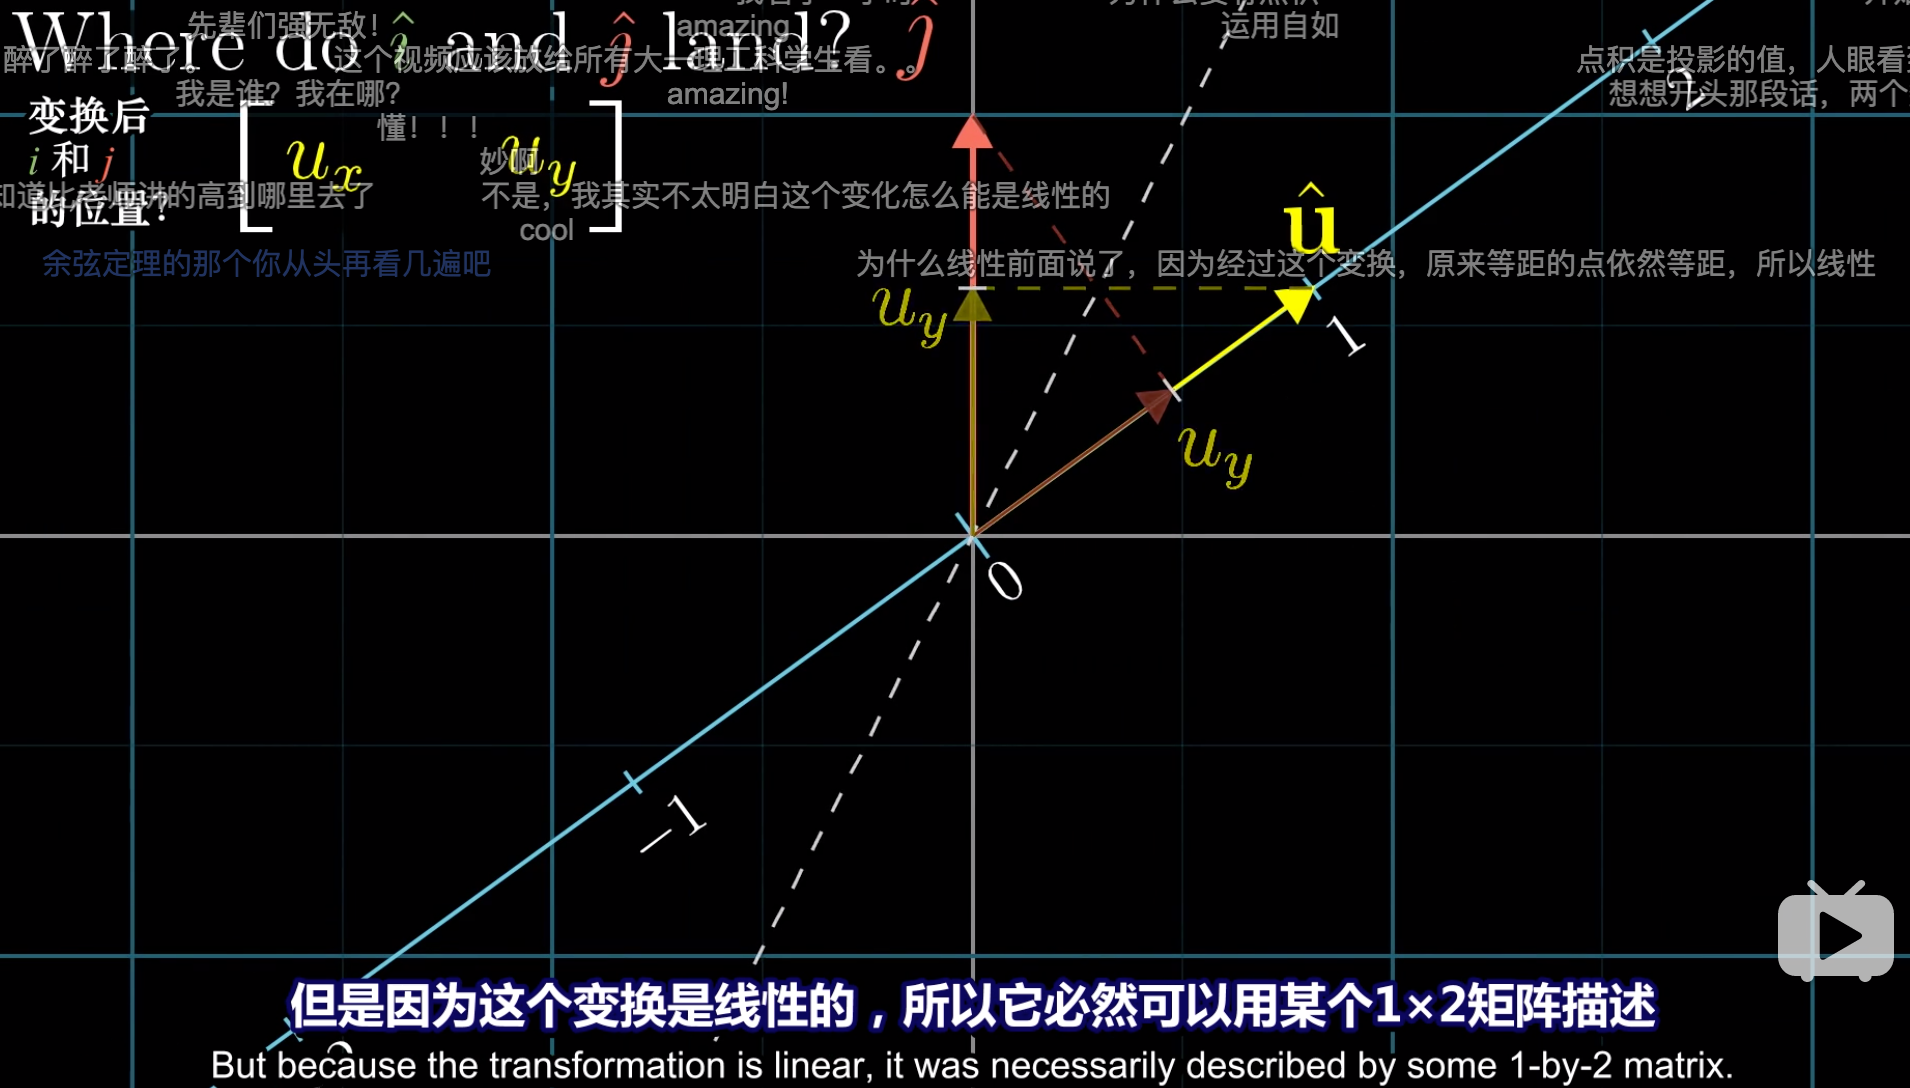 Where do î and ĵ land? ĵ
先辈们强无敌！
amazing
运用自如
醉了醉了醉了。
这个视频应该放给所有大一理工科学生看。。
点积是投影的值，人眼看
我是谁？我在哪？
amazing!
想想开头那段话，两个
变换后
i 和 j
的位置?
[ uₓ u_y ]
懂！！！
妙啊
知道比老师讲的高到哪里去了
不是，我其实不太明白这个变化怎么能是线性的
cool
余弦定理的那个你从头再看几遍吧
为什么线性前面说了，因为经过这个变换，原来等距的点依然等距，所以线性
û
2
u_y
1
u_y
0
−1
但是因为这个变换是线性的，所以它必然可以用某个1×2矩阵描述
But because the transformation is linear, it was necessarily described by some 1-by-2 matrix.